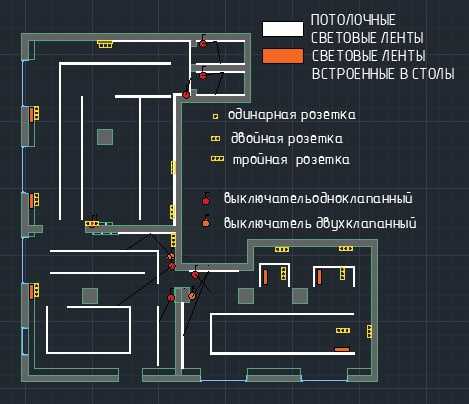 ПОТОЛОЧНЫЕ
СВЕТОВЫЕ ЛЕНТЫ
СВЕТОВЫЕ ЛЕНТЫ
ВСТРОЕННЫЕ В СТОЛЫ
одинарная розетка
двойная розетка
тройная розетка
выключательодноклапанный
выключатель двухклапанный